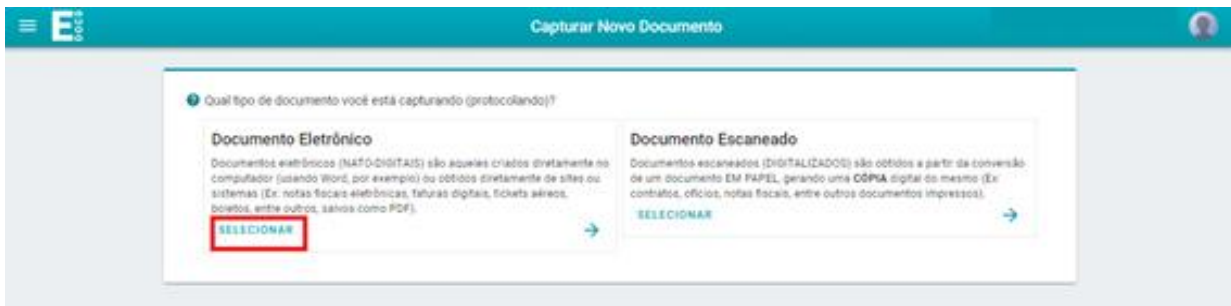 E DOCS
Capturar Novo Documento
Qual tipo de documento você está capturando (protocolando)?
Documento Eletrônico
Documentos eletrônicos (NATO-DIGITAIS) são aqueles criados diretamente no
computador (usando Word, por exemplo) ou obtidos diretamente de sites ou
sistemas (Ex: notas fiscais eletrônicas, faturas digitais, tickets aéreos,
boletos, entre outros, salvos como PDF).
SELECIONAR
Documento Escaneado
Documentos escaneados (DIGITALIZADOS) são obtidos a partir da conversão
de um documento EM PAPEL, gerando uma CÓPIA digital do mesmo (Ex:
contratos, ofícios, notas fiscais, entre outros documentos impressos).
SELECIONAR